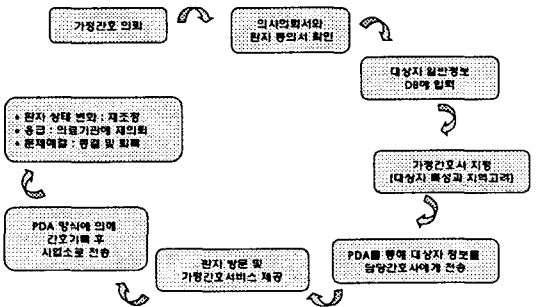 가정간호 의뢰
의사의뢰서와
환자 동의서 확인
대상자 일반정보
DB에 입력
가정간호사 지정
(대상자 특성과 지역고려)
PDA를 통해 대상자 정보를
담당간호사에게 전송
환자 방문 및
가정간호서비스 제공
PDA 양식에 의해
간호기록 후
사업소로 전송
• 환자 상태 변화 : 재조정
• 응급 : 의료기관에 재의뢰
• 문제해결 : 종결 및 회복